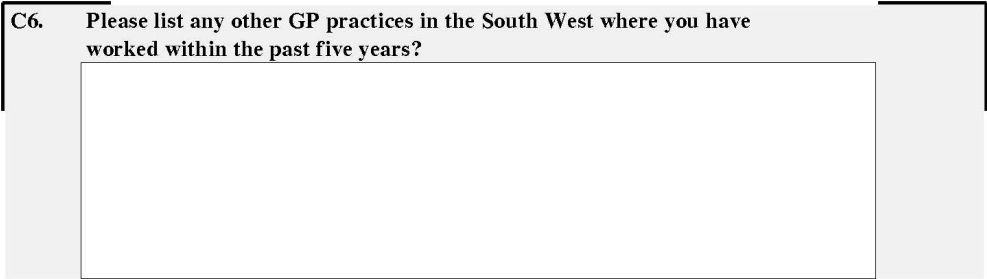 C6. Please list any other GP practices in the South West where you have
worked within the past five years?